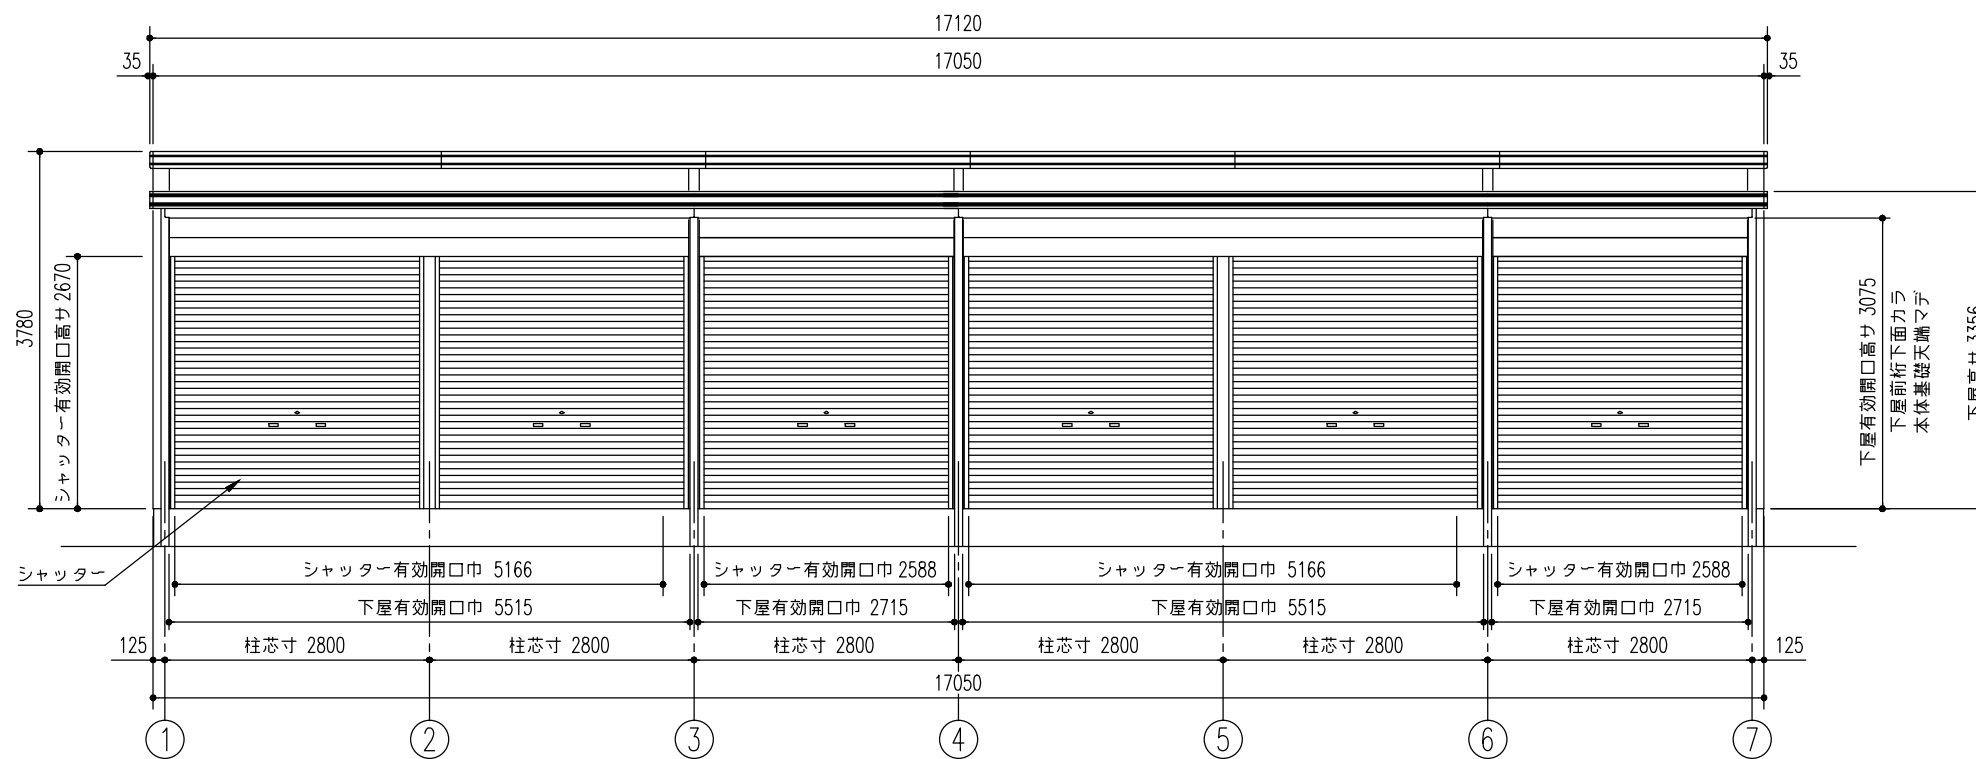 17120
35
17050
35
3780
シャッター有効開口高サ 2670
下屋有効開口高サ 3075
下屋前桁下面カラ
本体基礎天端マデ
下屋高サ 3356
シャッター
シャッター有効開口巾 5166
シャッター有効開口巾 2588
シャッター有効開口巾 5166
シャッター有効開口巾 2588
下屋有効開口巾 5515
下屋有効開口巾 2715
下屋有効開口巾 5515
下屋有効開口巾 2715
125
柱芯寸 2800
柱芯寸 2800
柱芯寸 2800
柱芯寸 2800
柱芯寸 2800
柱芯寸 2800
125
17050
1
2
3
4
5
6
7